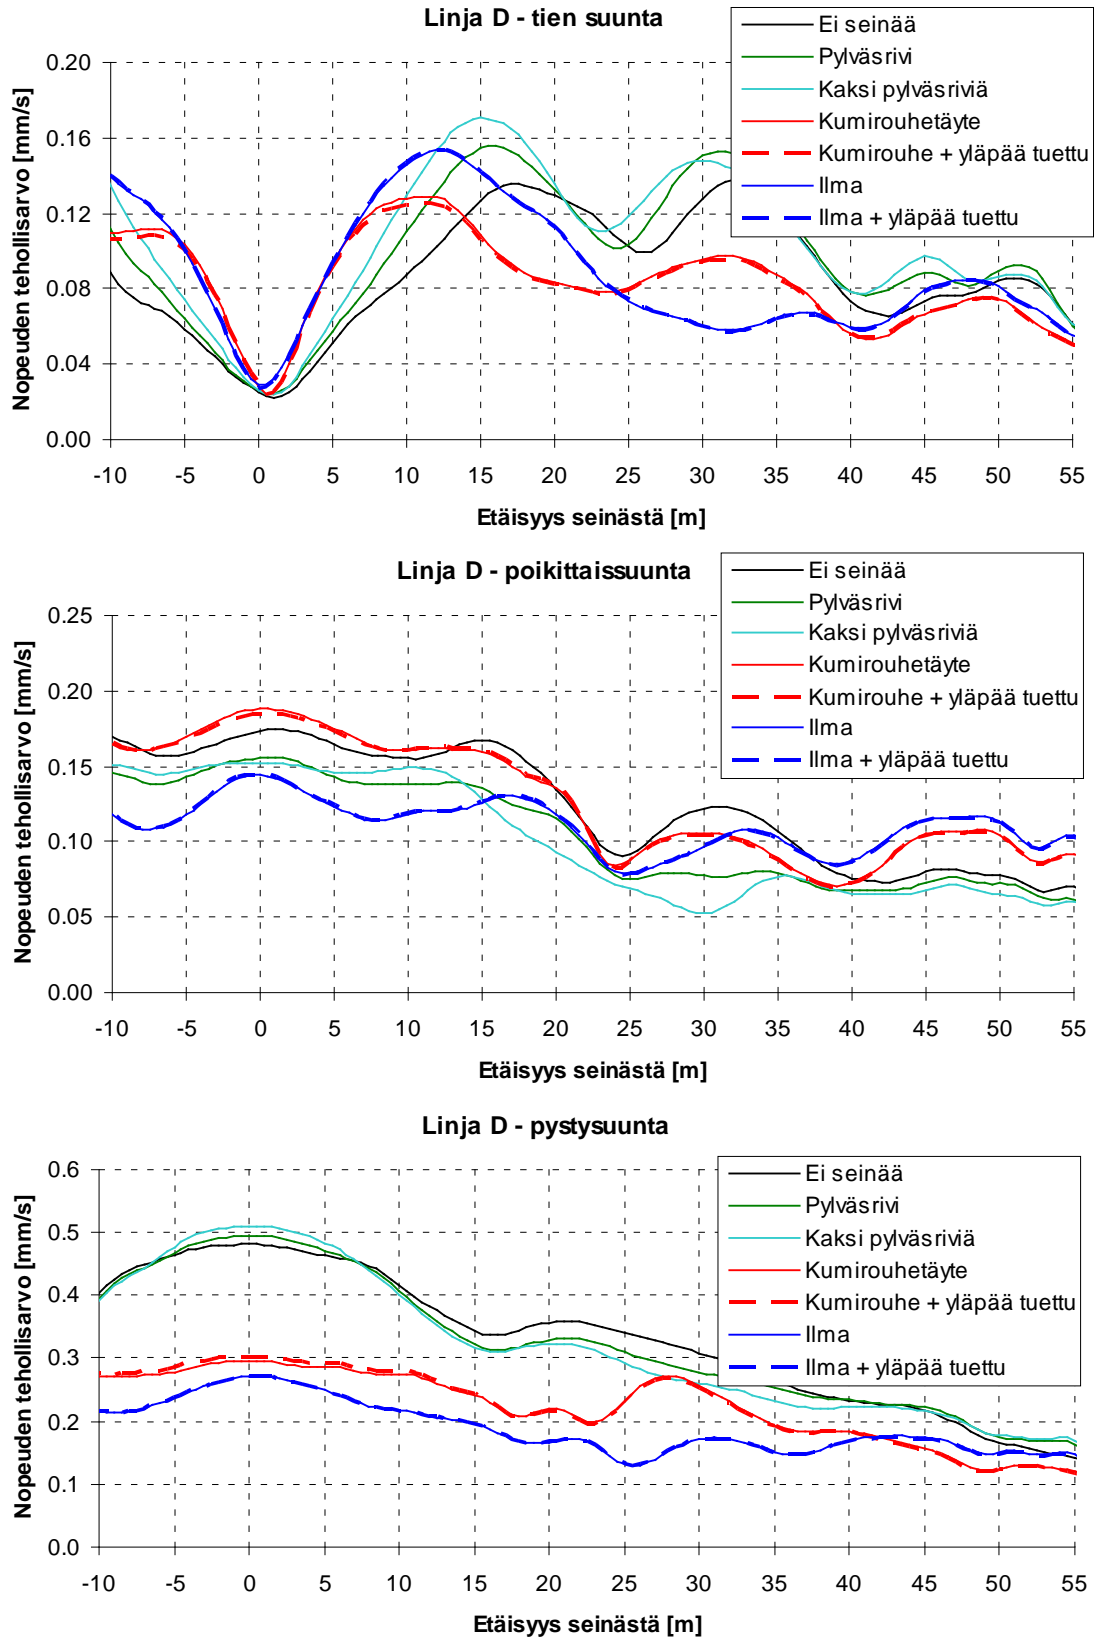 Linja D - tien suunta
Ei seinää
Pylväsrivi
Kaksi pylväsriviä
Kumirouhetäyte
Kumirouhe + yläpää tuettu
Ilma
Ilma + yläpää tuettu
Nopeuden tehollisarvo [mm/s]
0.20
0.16
0.12
0.08
0.04
0.00
-10 -5 0 5 10 15 20 25 30 35 40 45 50 55
Etäisyys seinästä [m]
Linja D - poikittaissuunta
Ei seinää
Pylväsrivi
Kaksi pylväsriviä
Kumirouhetäyte
Kumirouhe + yläpää tuettu
Ilma
Ilma + yläpää tuettu
Nopeuden tehollisarvo [mm/s]
0.25
0.20
0.15
0.10
0.05
0.00
-10 -5 0 5 10 15 20 25 30 35 40 45 50 55
Etäisyys seinästä [m]
Linja D - pystysuunta
Ei seinää
Pylväsrivi
Kaksi pylväsriviä
Kumirouhetäyte
Kumirouhe + yläpää tuettu
Ilma
Ilma + yläpää tuettu
Nopeuden tehollisarvo [mm/s]
0.6
0.5
0.4
0.3
0.2
0.1
0.0
-10 -5 0 5 10 15 20 25 30 35 40 45 50 55
Etäisyys seinästä [m]